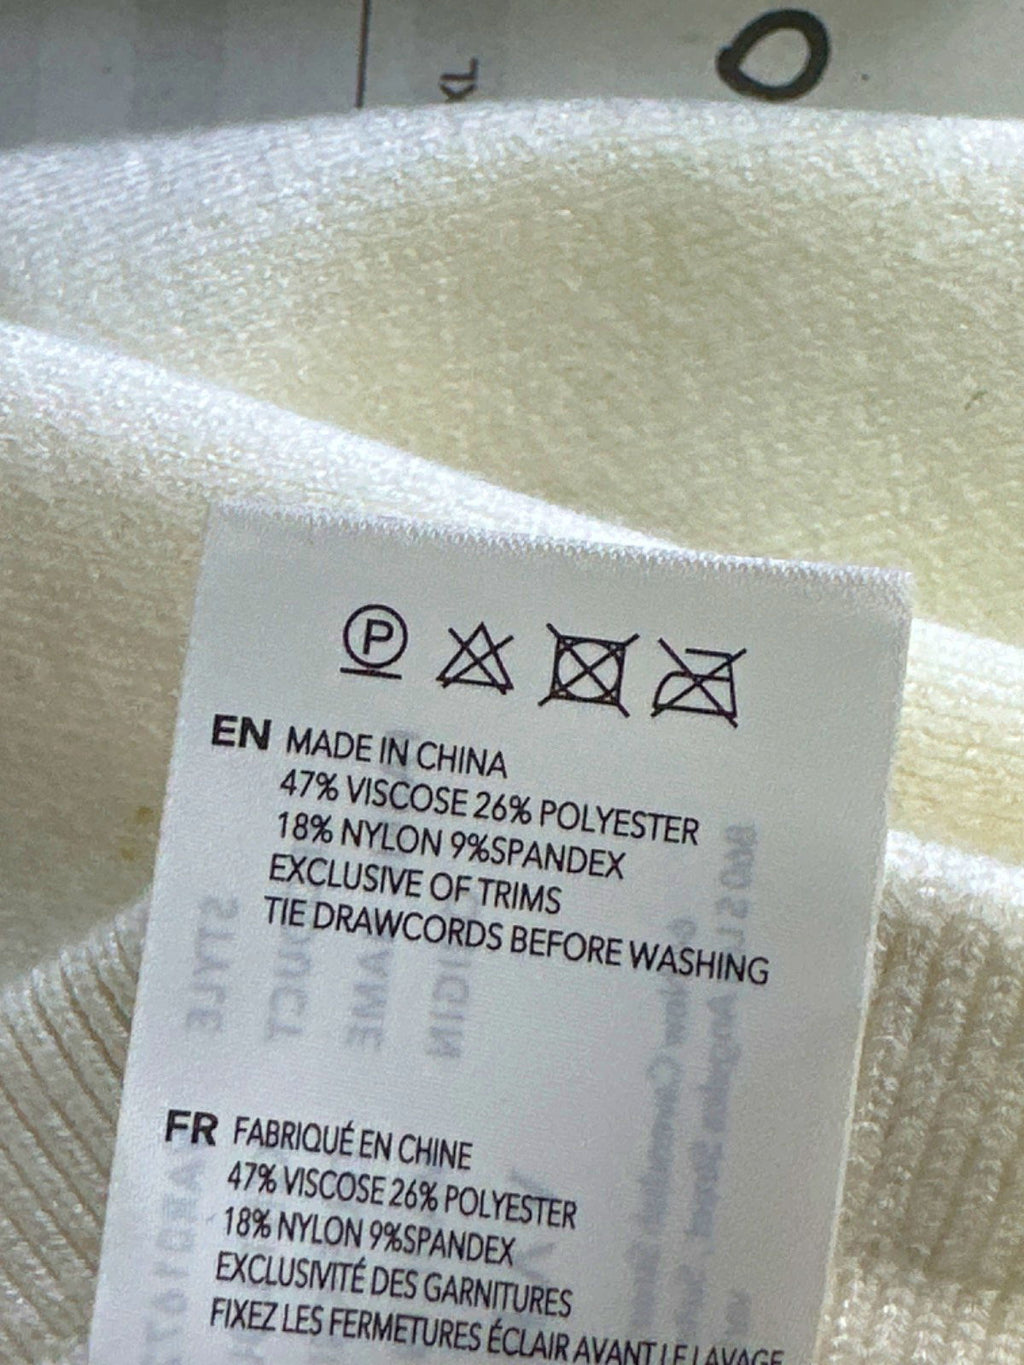 XL
O
P
EN MADE IN CHINA
47% VISCOSE 26% POLYESTER
18% NYLON 9%SPANDEX
EXCLUSIVE OF TRIMS
TIE DRAWCORDS BEFORE WASHING
STYLE
FR FABRIQUÉ EN CHINE
47% VISCOSE 26% POLYESTER
18% NYLON 9%SPANDEX
EXCLUSIVITÉ DES GARNITURES
FIXEZ LES FERMETURES ÉCLAIR AVANT LE LAVAGE